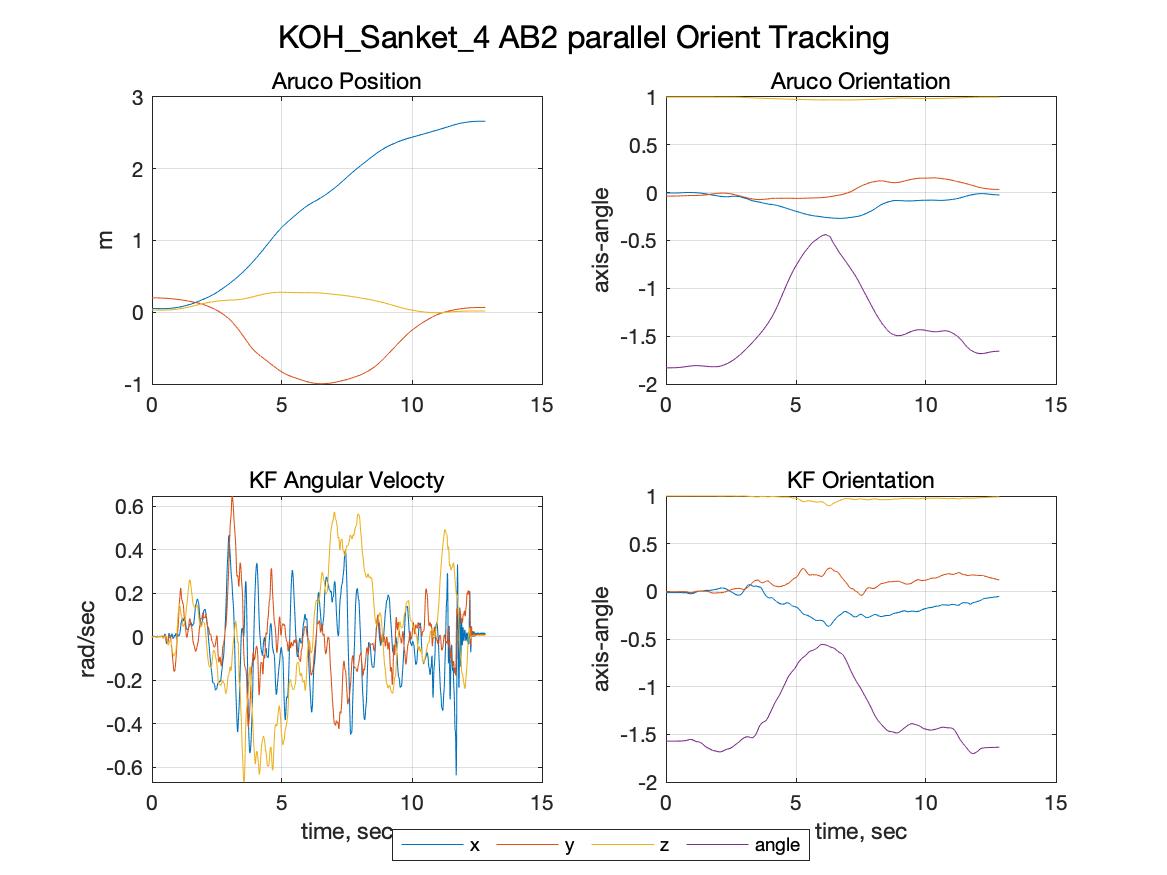 KOH_Sanket_4 AB2 parallel Orient Tracking
Aruco Position
3
2
1
0
-1
m
0 5 10 15
Aruco Orientation
1
0.5
0
-0.5
-1
-1.5
-2
axis-angle
0 5 10 15
KF Angular Velocty
0.6
0.4
0.2
0
-0.2
-0.4
-0.6
rad/sec
0 5 10 15
time, sec
KF Orientation
1
0.5
0
-0.5
-1
-1.5
-2
axis-angle
0 5 10 15
time, sec
x y z angle